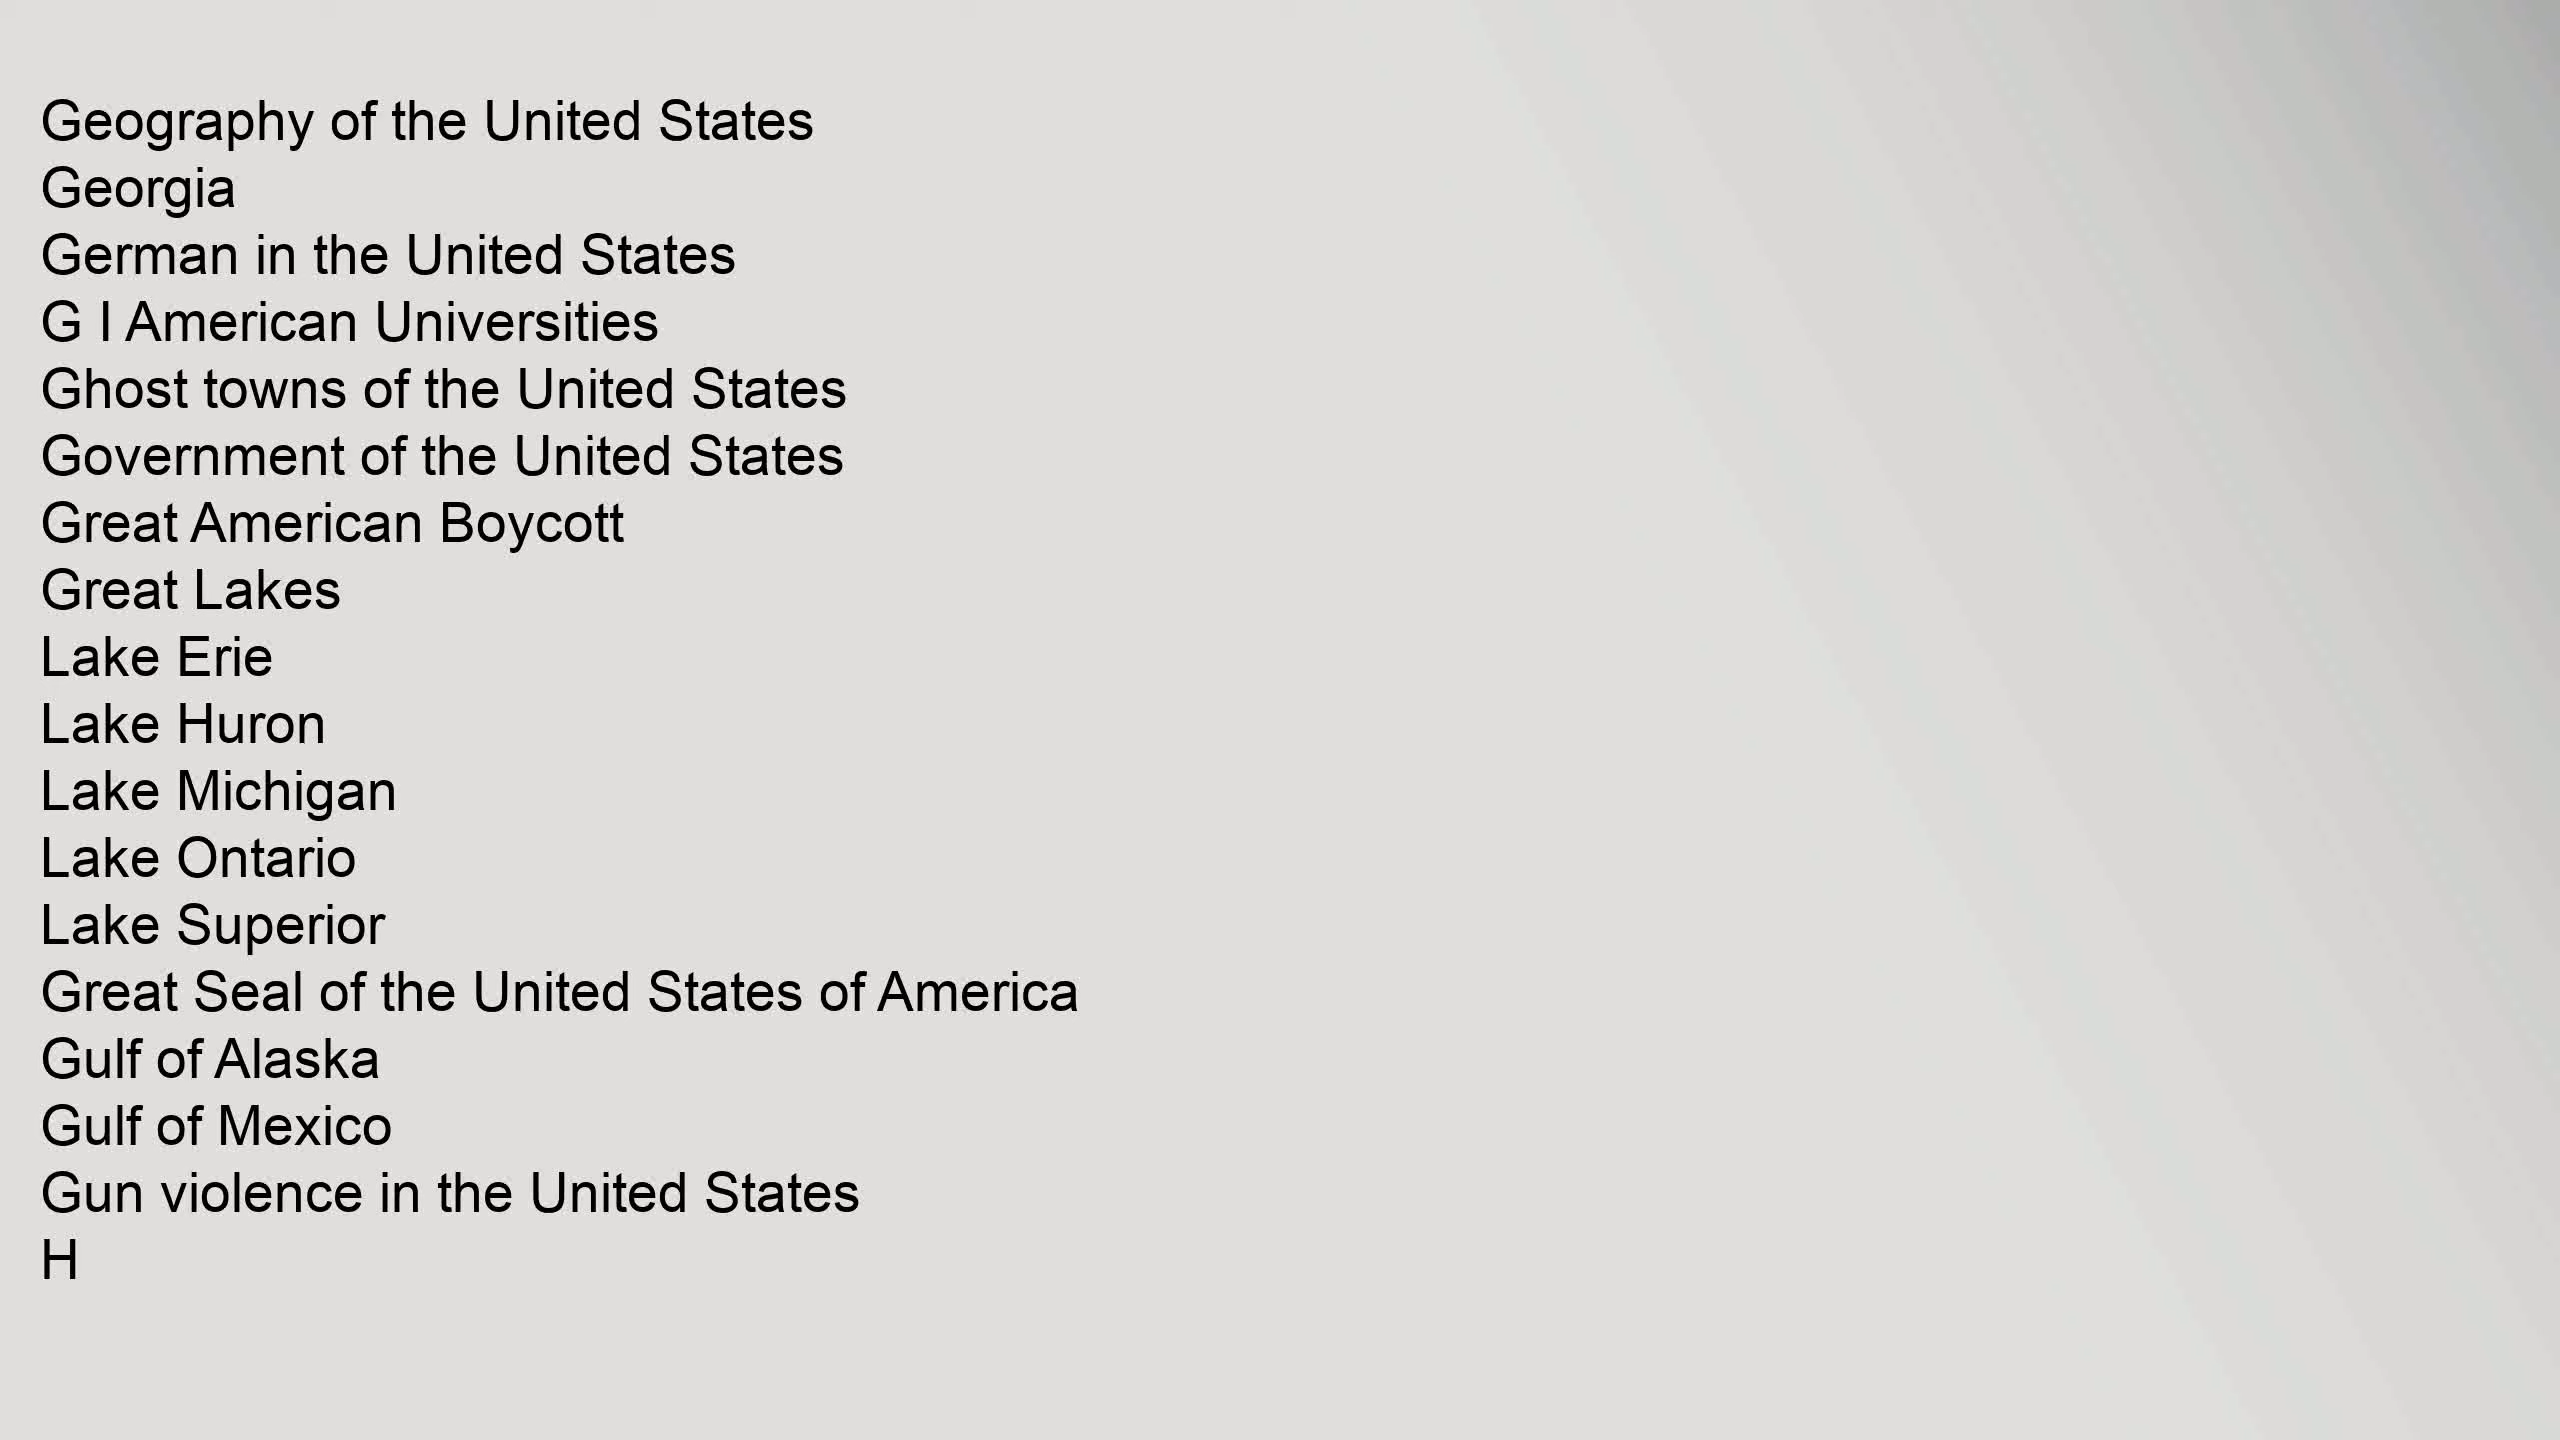 Geography of the United States
Georgia
German in the United States
G I American Universities
Ghost towns of the United States
Government of the United States
Great American Boycott
Great Lakes
Lake Erie
Lake Huron
Lake Michigan
Lake Ontario
Lake Superior
Great Seal of the United States of America
Gulf of Alaska
Gulf of Mexico
Gun violence in the United States
H